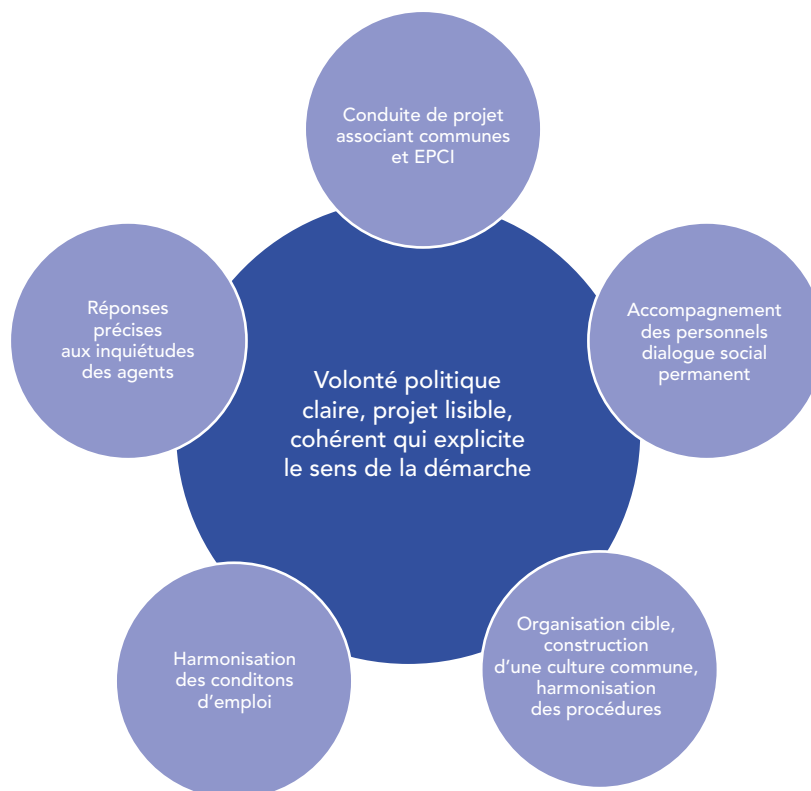 Conduite de projet
associant communes
et EPCI
Accompagnement
des personnels
dialogue social
permanent
Organisation cible,
construction
d'une culture commune,
harmonisation
des procédures
Harmonisation
des conditons
d'emploi
Réponses
précises
aux inquiétudes
des agents
Volonté politique
claire, projet lisible,
cohérent qui explicite
le sens de la démarche